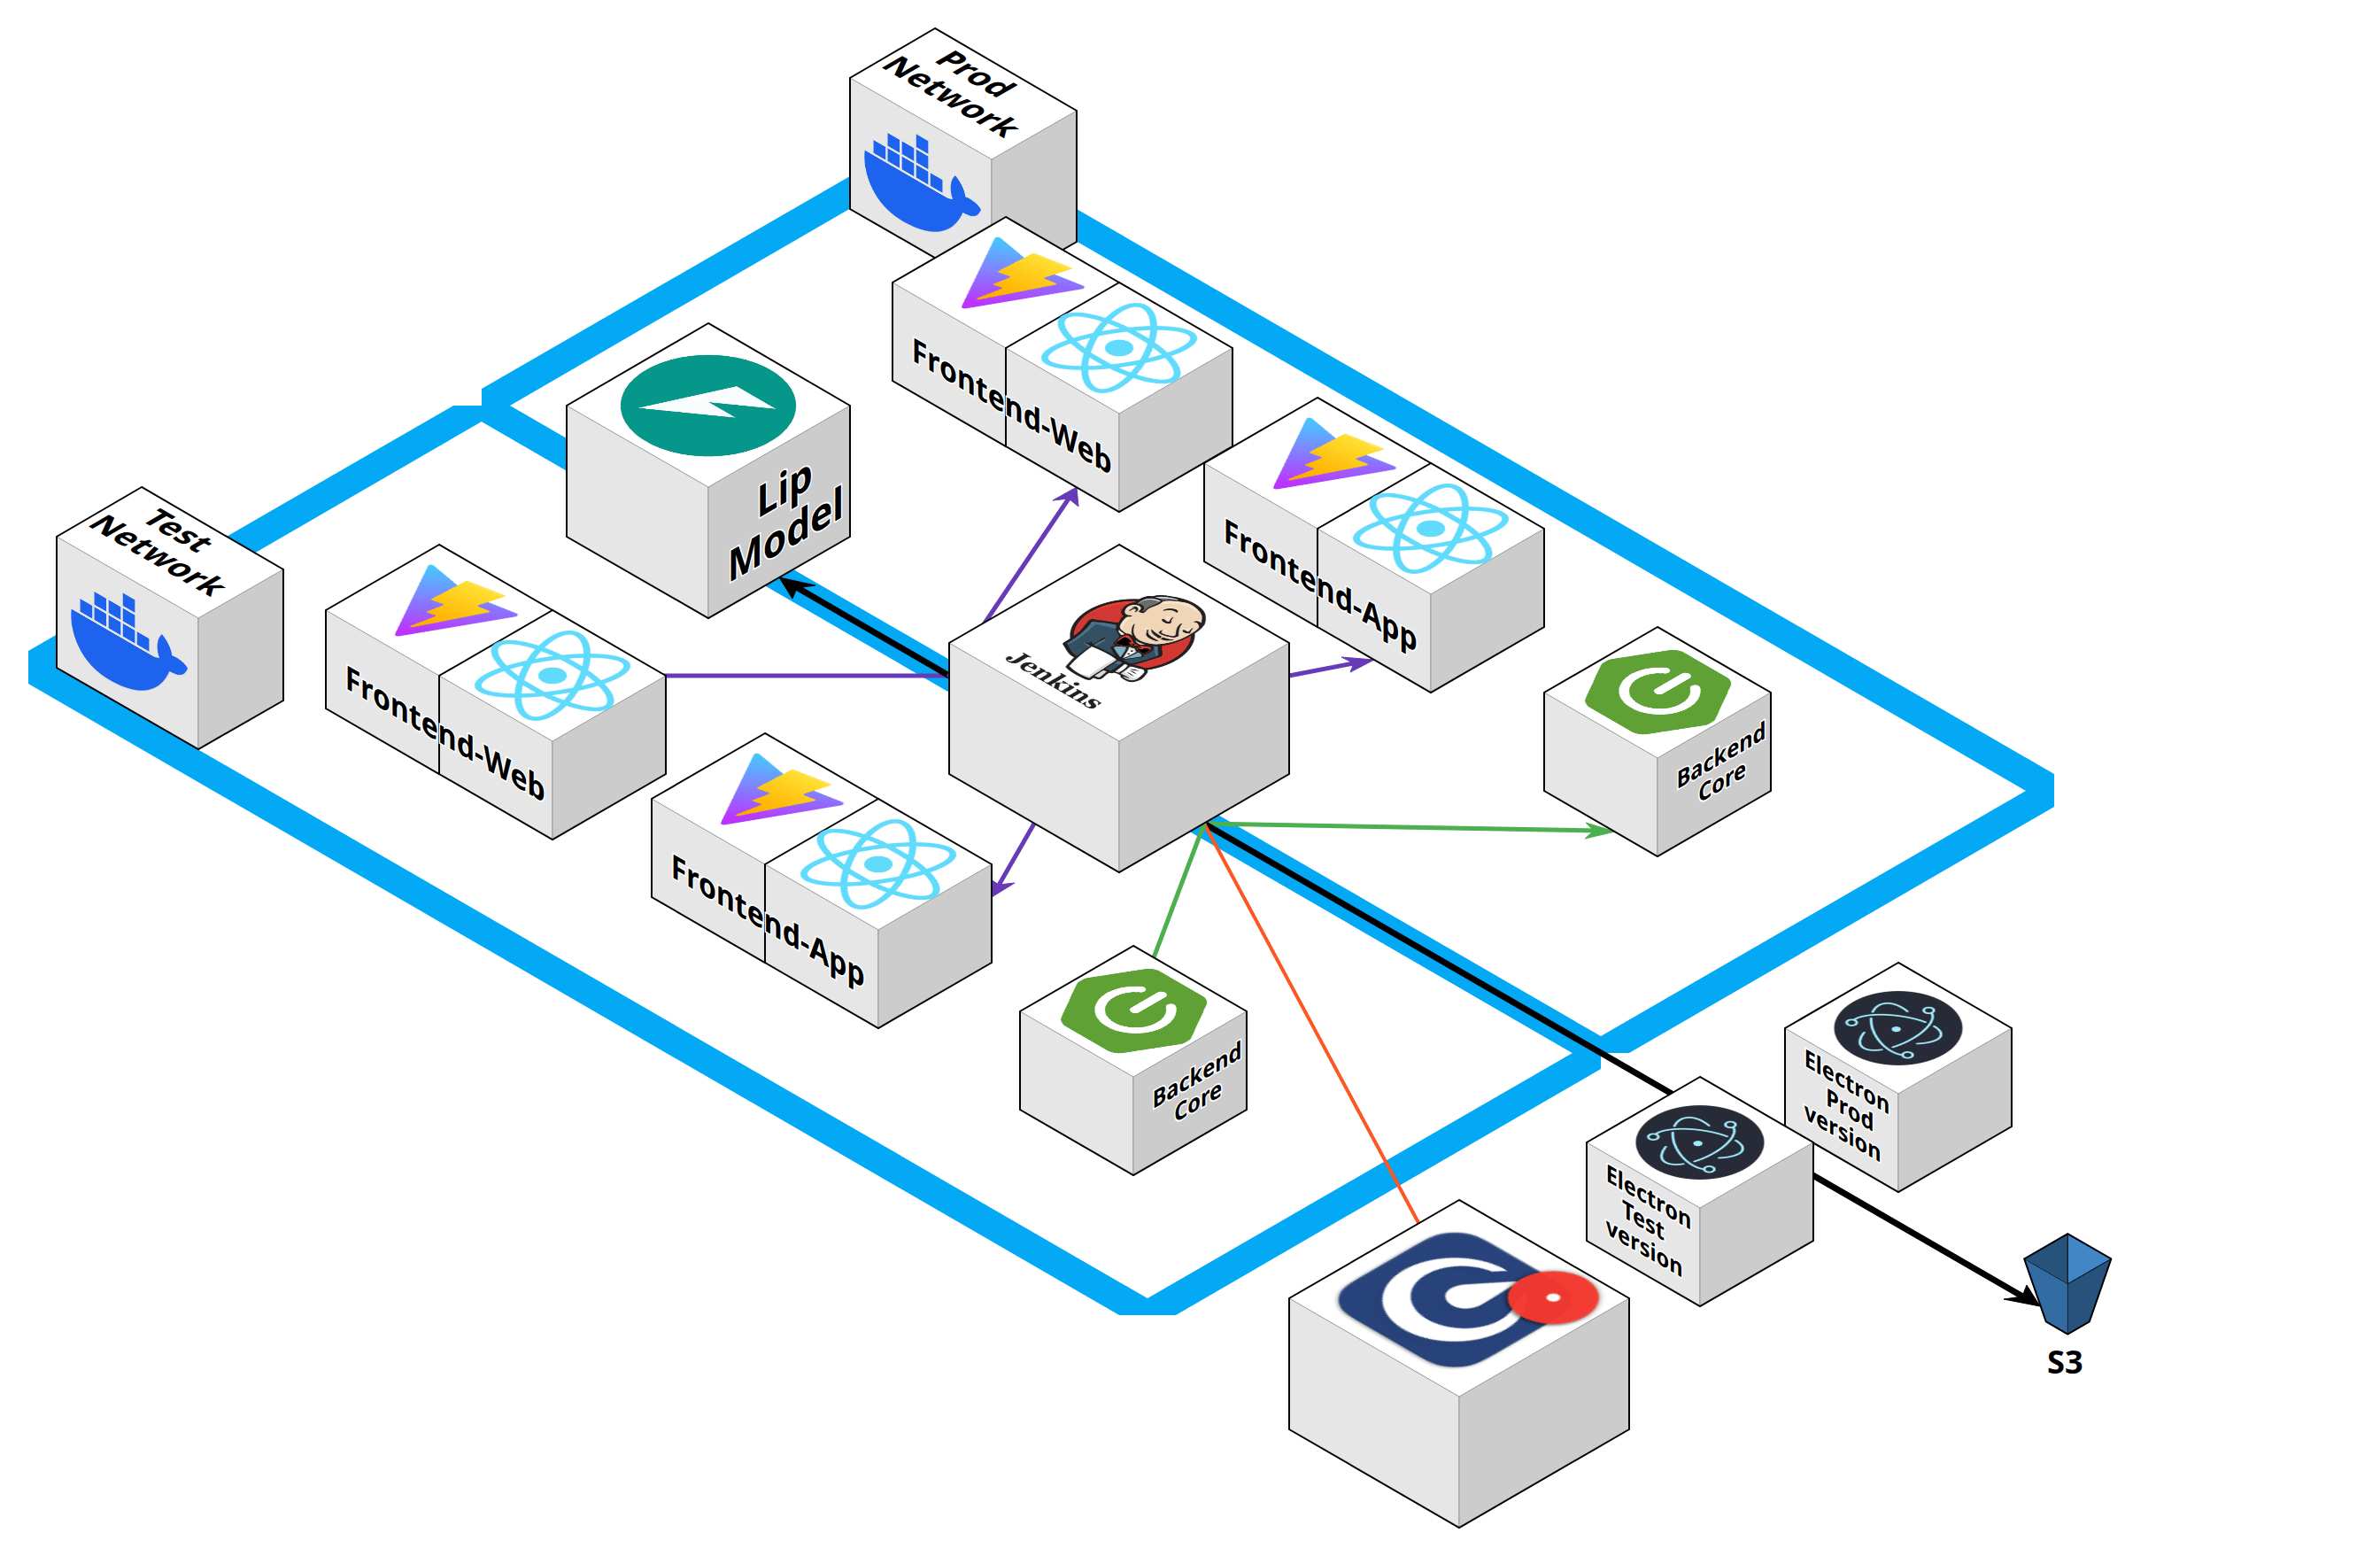 Prod
Network
Frontend-Web
Lip
Model
Frontend-App
Test
Network
Jenkins
Frontend-Web
Backend
Core
Frontend-App
Backend
Core
Electron
Prod
version
Electron
Test
version
S3